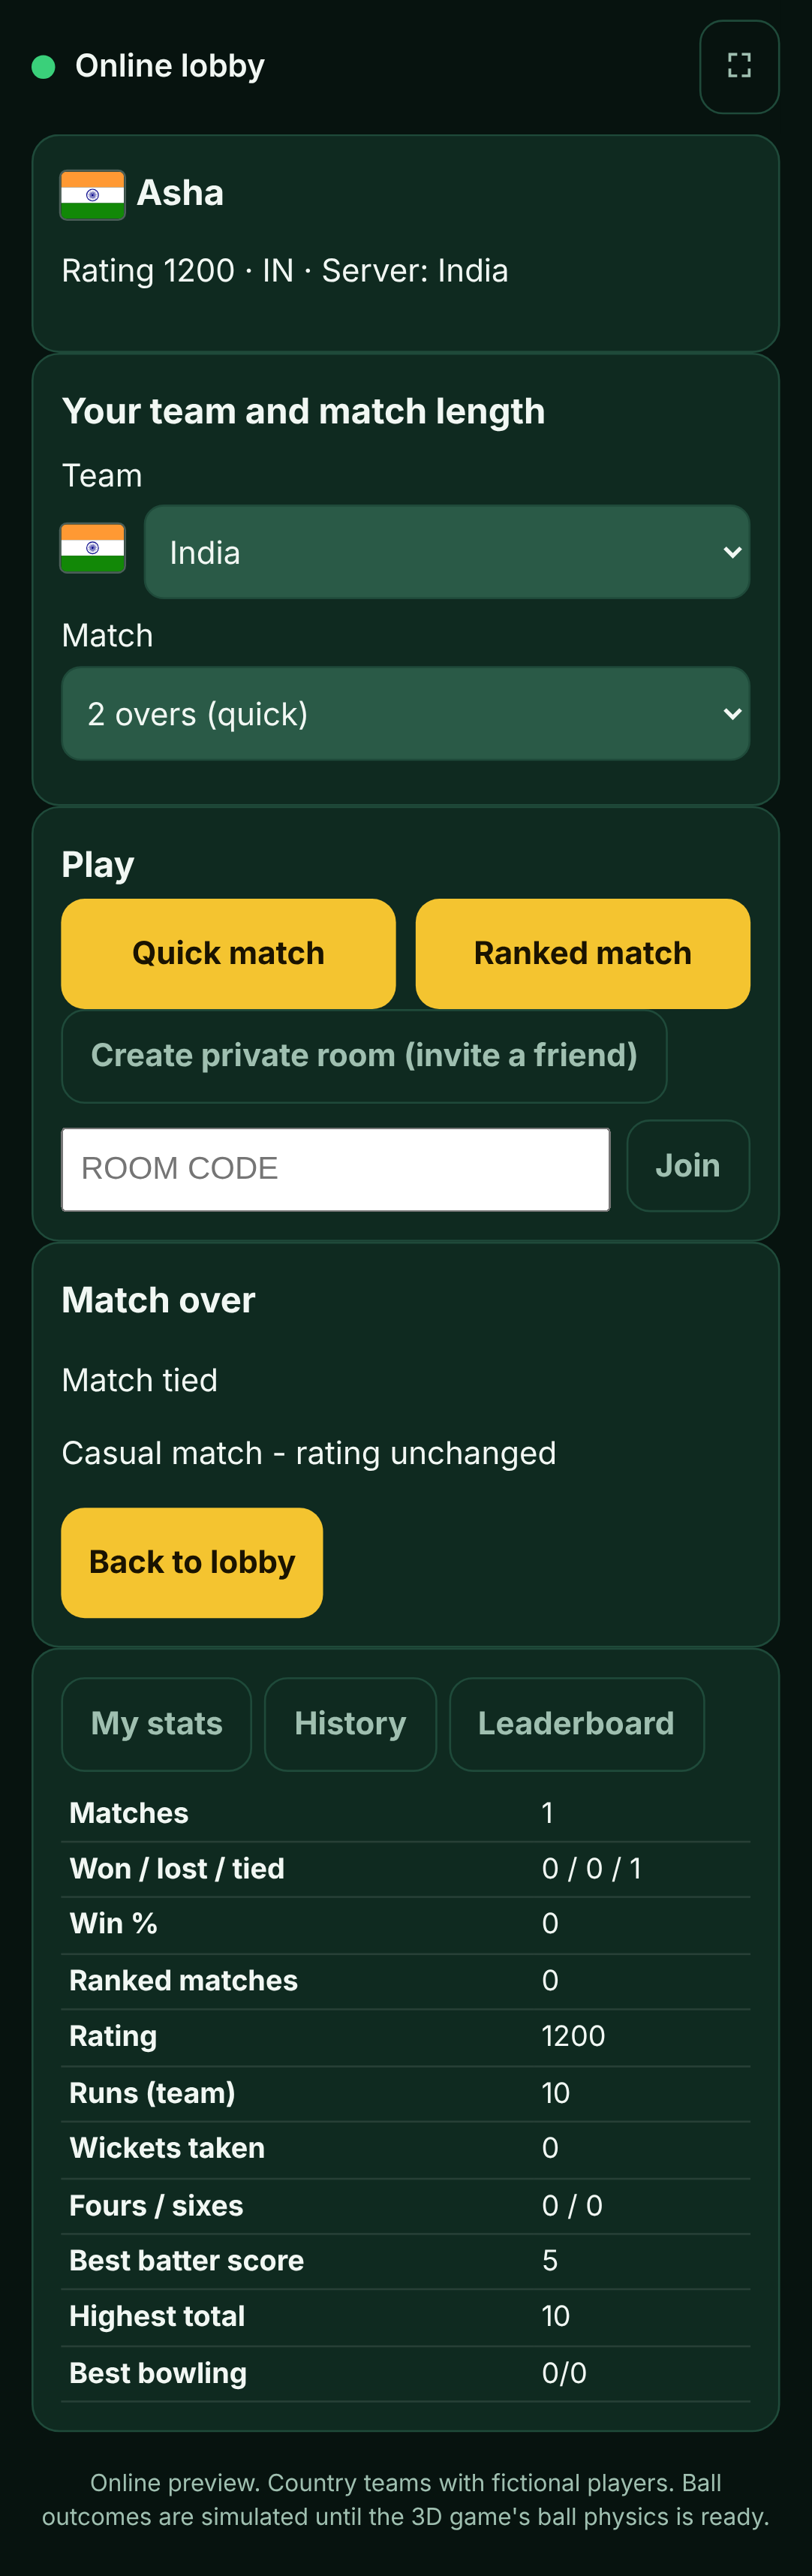 Online lobby
Asha
Rating 1200 · IN · Server: India
Your team and match length
Team
India
Match
2 overs (quick)
Play
Quick match
Ranked match
Create private room (invite a friend)
ROOM CODE
Join
Match over
Match tied
Casual match - rating unchanged
Back to lobby
My stats
History
Leaderboard
Matches 1
Won / lost / tied 0 / 0 / 1
Win % 0
Ranked matches 0
Rating 1200
Runs (team) 10
Wickets taken 0
Fours / sixes 0 / 0
Best batter score 5
Highest total 10
Best bowling 0/0
Online preview. Country teams with fictional players. Ball
outcomes are simulated until the 3D game's ball physics is ready.